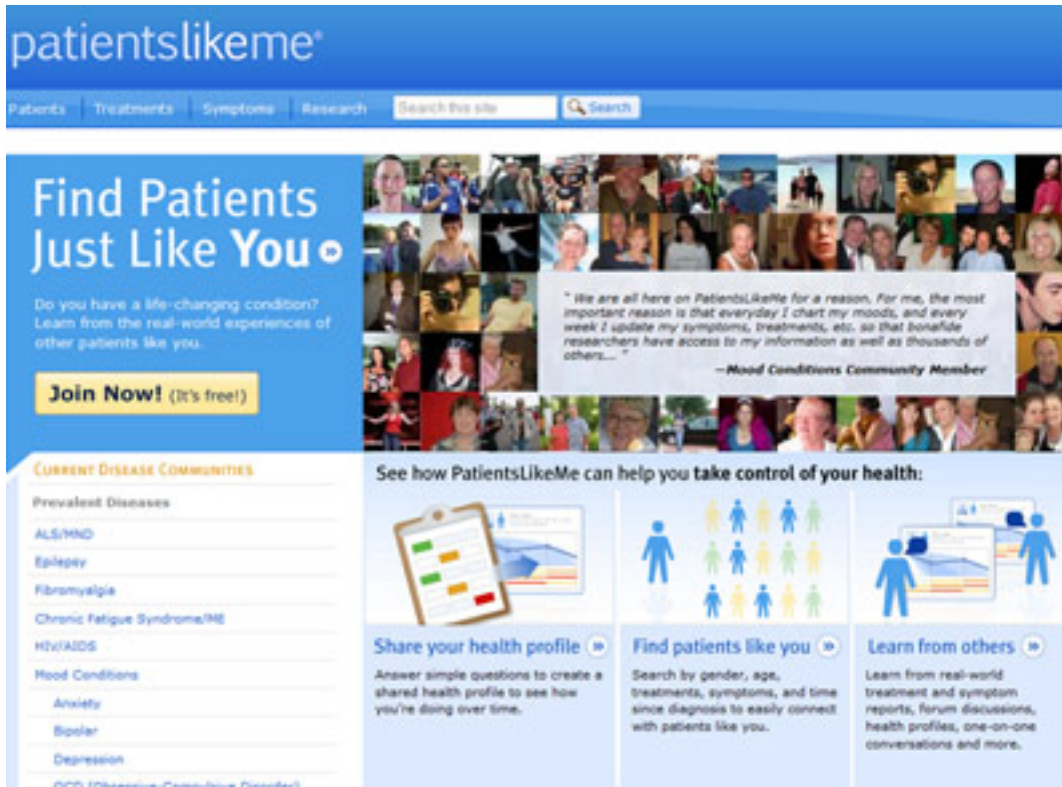 patientslikeme®
Patients Treatments Symptoms Research Search this site Search
Find Patients
Just Like You
Do you have a life-changing condition?
Learn from the real-world experiences of
other patients like you.
Join Now! (It's free!)
" We are all here on PatientsLikeMe for a reason. For me, the most
important reason is that everyday I chart my moods, and every
week I update my symptoms, treatments, etc. so that bonafide
researchers have access to my information as well as thousands of
others... "
—Mood Conditions Community Member
CURRENT DISEASE COMMUNITIES
Prevalent Diseases
ALS/MND
Epilepsy
Fibromyalgia
Chronic Fatigue Syndrome/ME
HIV/AIDS
Mood Conditions
Anxiety
Bipolar
Depression
OCD (Obsessive-Compulsive Disorder)
See how PatientsLikeMe can help you take control of your health:
Share your health profile
Answer simple questions to create a
shared health profile to see how
you're doing over time.
Find patients like you
Search by gender, age,
treatments, symptoms, and time
since diagnosis to easily connect
with patients like you.
Learn from others
Learn from real-world
treatment and symptom
reports, forum discussions,
health profiles, one-on-one
conversations and more.